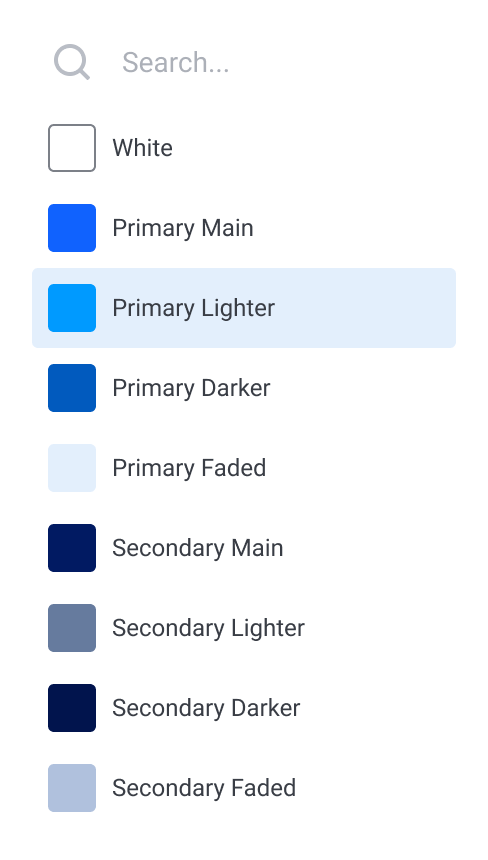 Search...
White
Primary Main
Primary Lighter
Primary Darker
Primary Faded
Secondary Main
Secondary Lighter
Secondary Darker
Secondary Faded